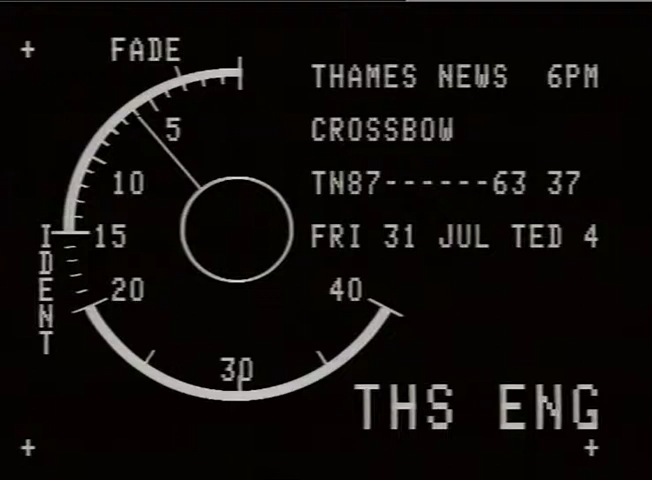 FADE
THAMES NEWS 6PM
CROSSBOW
TN87------63 37
FRI 31 JUL TED 4
5
10
15
20
30
40
IDENT
THS ENG